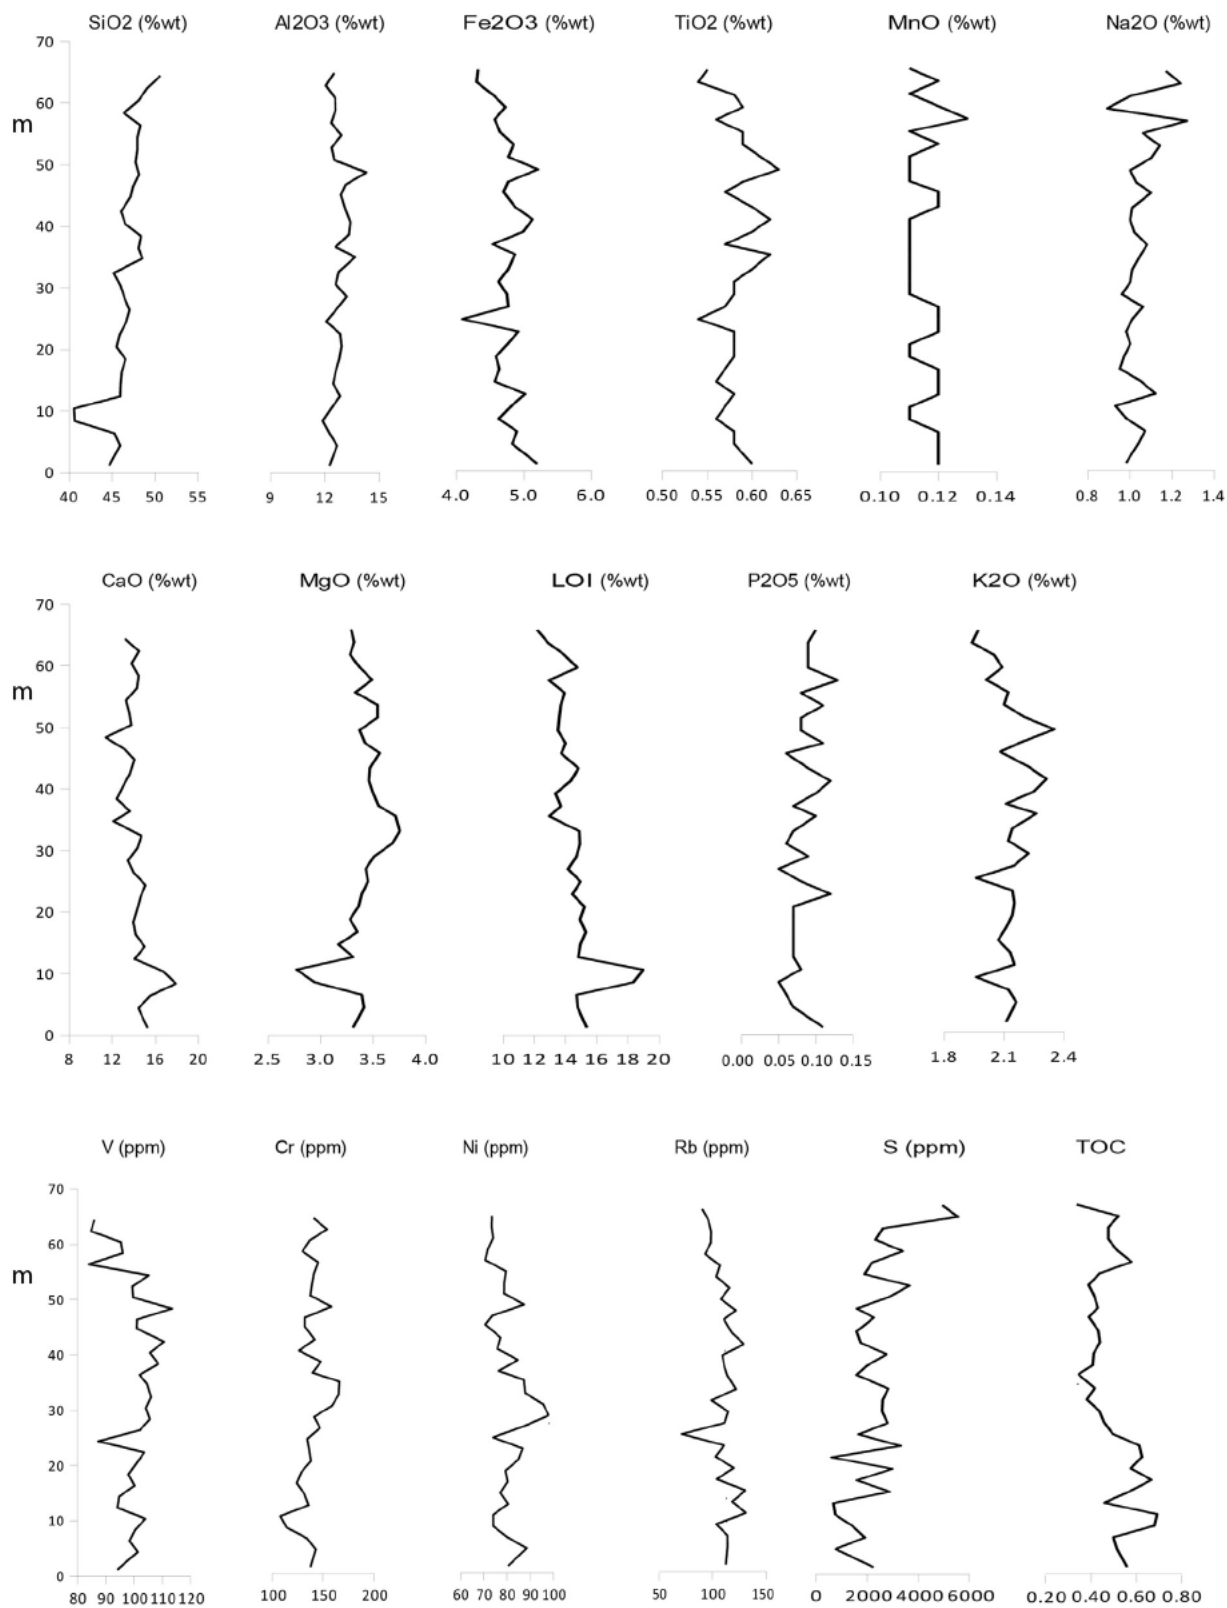 SiO2 (%wt) Al2O3 (%wt) Fe2O3 (%wt) TiO2 (%wt) MnO (%wt) Na2O (%wt)
70
60
m
50
40
30
20
10
0
40 45 50 55 9 12 15 4.0 5.0 6.0 0.50 0.55 0.60 0.65 0.10 0.12 0.14 0.8 1.0 1.2 1.4
CaO (%wt) MgO (%wt) LOI (%wt) P2O5 (%wt) K2O (%wt)
70
60
m
50
40
30
20
10
0
8 12 16 20 2.5 3.0 3.5 4.0 10 12 14 16 18 20 0.00 0.05 0.10 0.15 1.8 2.1 2.4
V (ppm) Cr (ppm) Ni (ppm) Rb (ppm) S (ppm) TOC
70
60
m
50
40
30
20
10
0
80 90 100 110 120 100 150 200 60 70 80 90 100 50 100 150 0 2000 4000 6000 0.20 0.40 0.60 0.80